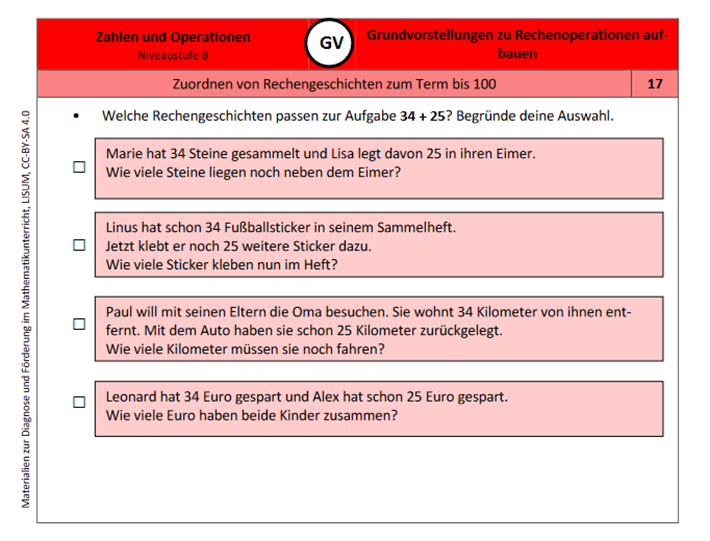 Zahlen und Operationen
Niveaustufe B
GV
Grundvorstellungen zu Rechenoperationen auf-
bauen
Zuordnen von Rechengeschichten zum Term bis 100
17
• Welche Rechengeschichten passen zur Aufgabe 34 + 25? Begründe deine Auswahl.
☐ Marie hat 34 Steine gesammelt und Lisa legt davon 25 in ihren Eimer.
Wie viele Steine liegen noch neben dem Eimer?
☐ Linus hat schon 34 Fußballsticker in seinem Sammelheft.
Jetzt klebt er noch 25 weitere Sticker dazu.
Wie viele Sticker kleben nun im Heft?
☐ Paul will mit seinen Eltern die Oma besuchen. Sie wohnt 34 Kilometer von ihnen ent-
fernt. Mit dem Auto haben sie schon 25 Kilometer zurückgelegt.
Wie viele Kilometer müssen sie noch fahren?
☐ Leonard hat 34 Euro gespart und Alex hat schon 25 Euro gespart.
Wie viele Euro haben beide Kinder zusammen?
Materialien zur Diagnose und Förderung im Mathematikunterricht, LISUM, CC-BY-SA 4.0